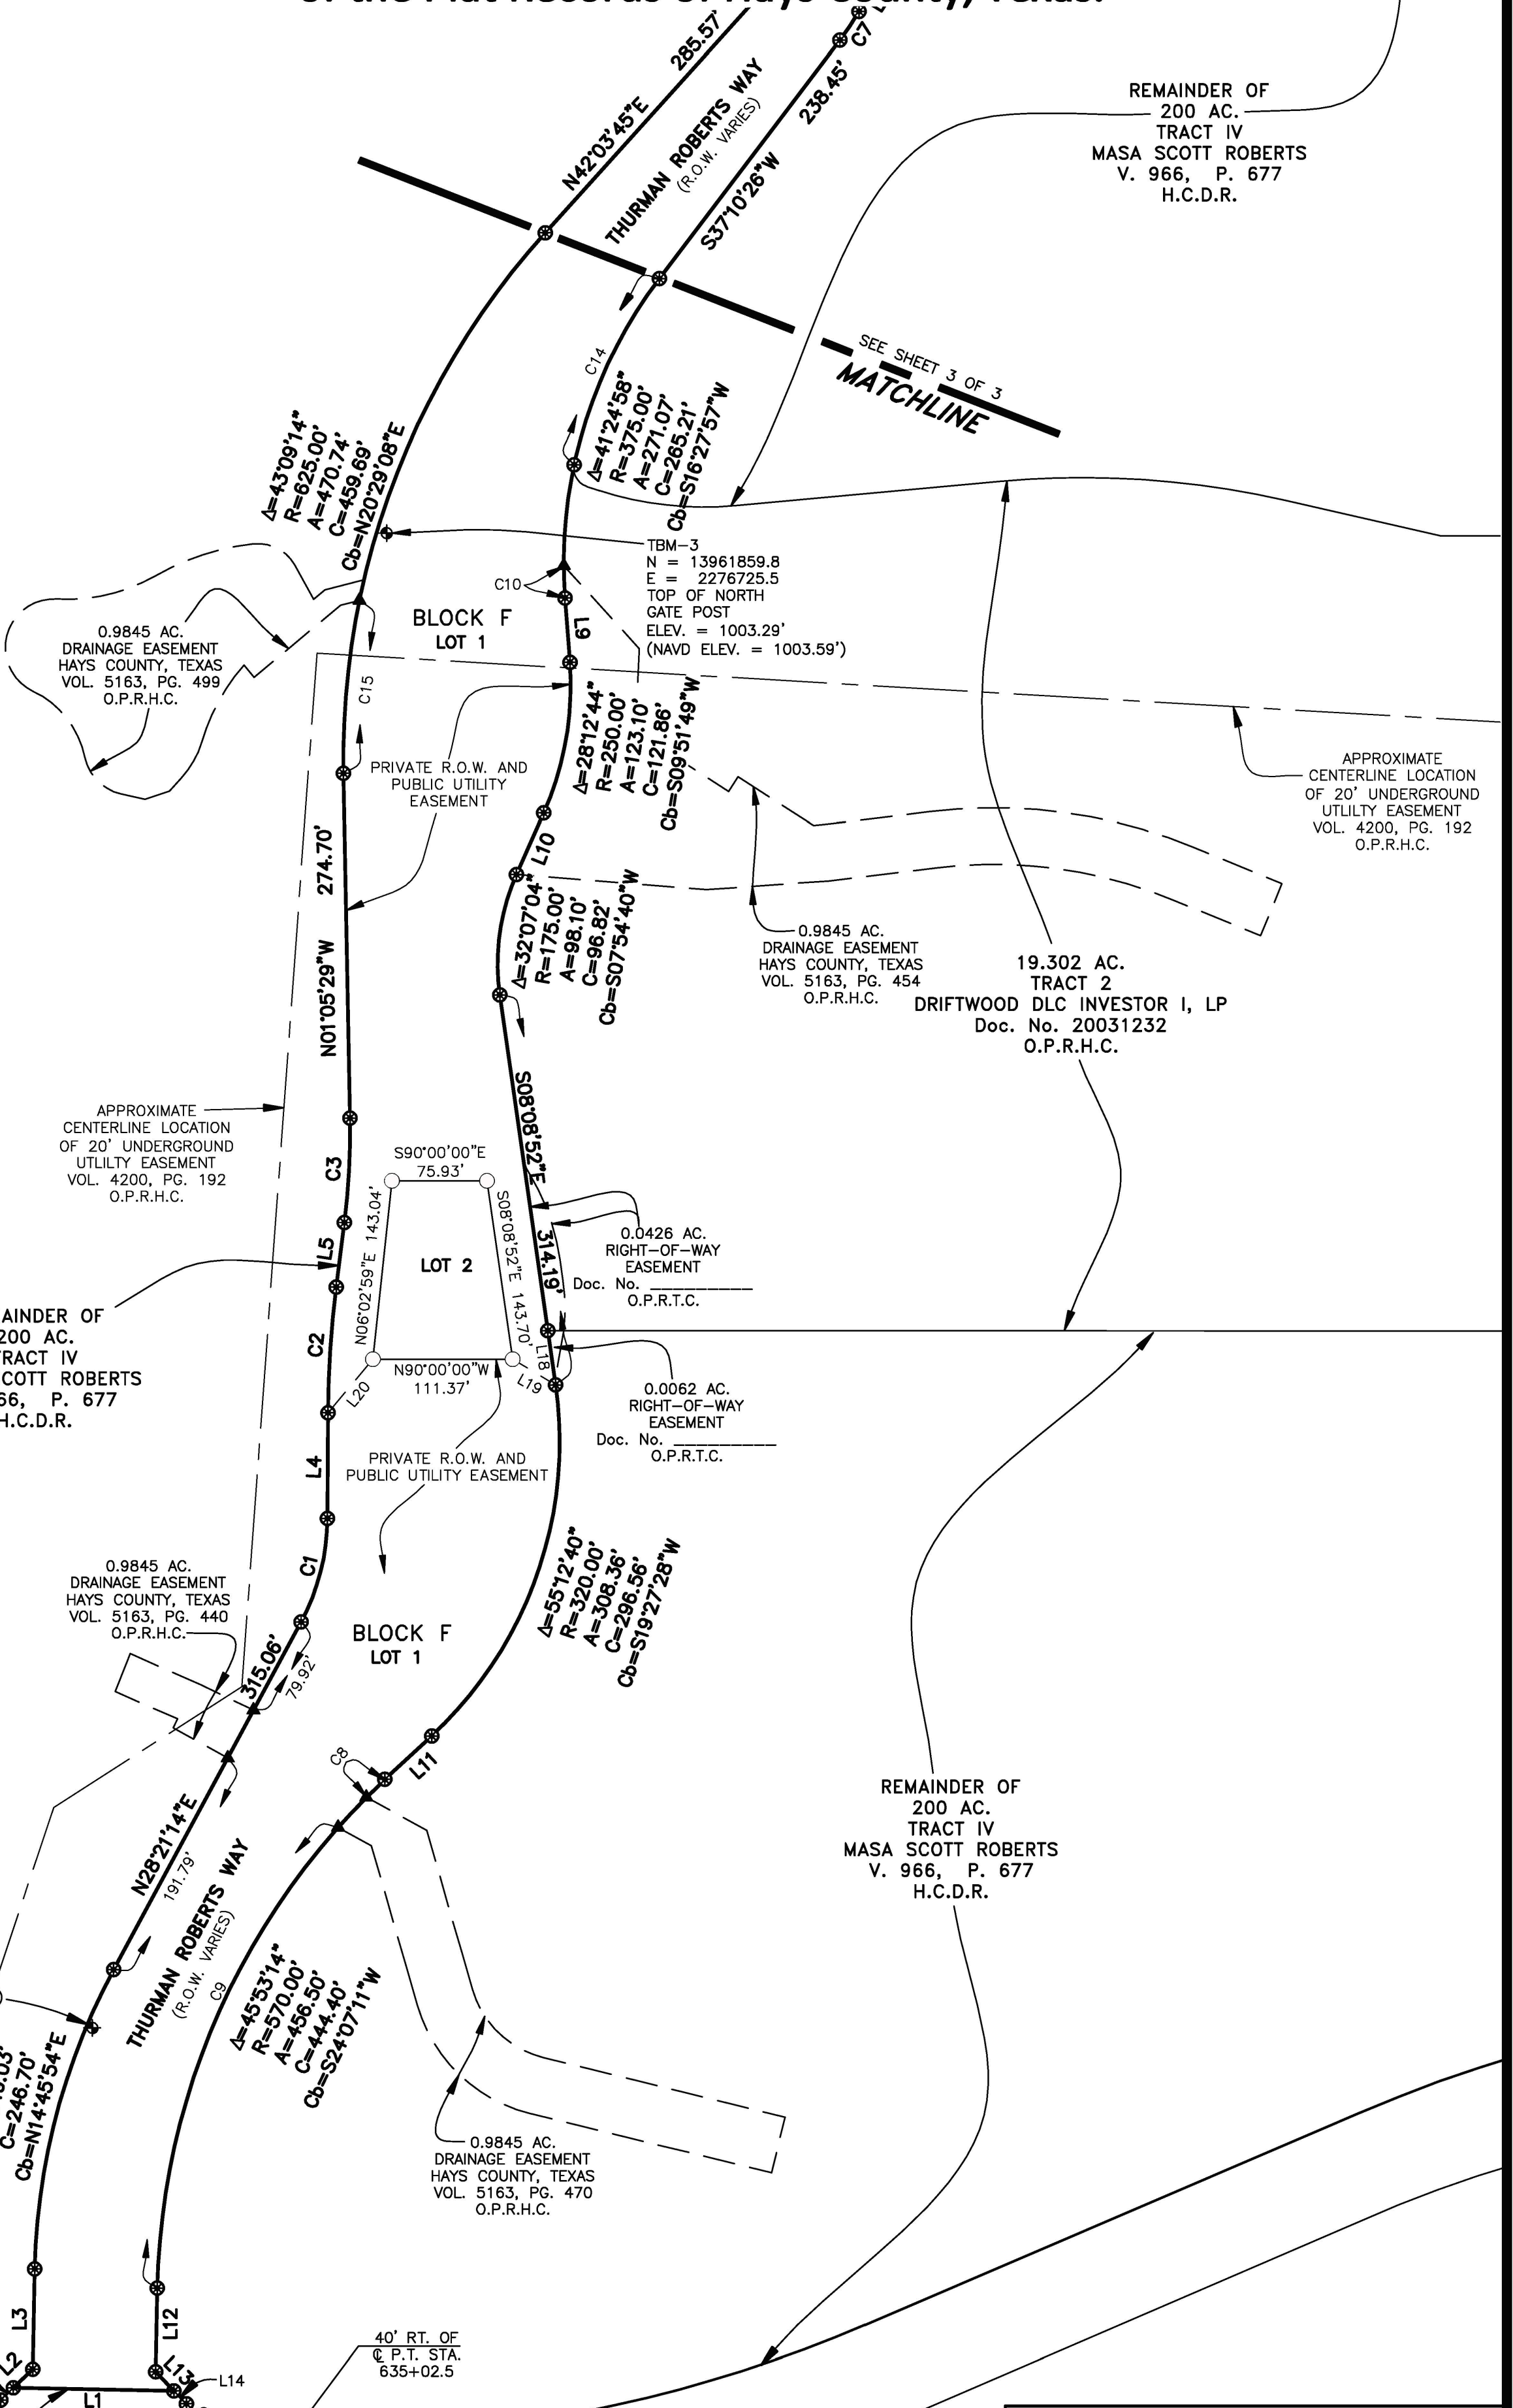 of the Plat Records of Hays County, Texas.
285.57'
N42°03'45"E
THURMAN ROBERTS WAY
(R.O.W. VARIES)
C7
238.45'
S37°10'26"W
REMAINDER OF
200 AC.
TRACT IV
MASA SCOTT ROBERTS
V. 966, P. 677
H.C.D.R.
SEE SHEET 3 OF 3
MATCHLINE
C14
Δ=41°24'58"
R=375.00'
A=271.07'
C=265.21'
Cb=S16°27'57"W
Δ=43°09'14"
R=625.00'
A=470.74'
C=459.69'
Cb=N20°29'08"E
TBM-3
N = 13961859.8
E = 2276725.5
TOP OF NORTH
GATE POST
ELEV. = 1003.29'
(NAVD ELEV. = 1003.59')
C10
BLOCK F
LOT 1
L9
0.9845 AC.
DRAINAGE EASEMENT
HAYS COUNTY, TEXAS
VOL. 5163, PG. 499
O.P.R.H.C.
C15
Δ=28°12'44"
R=250.00'
A=123.10'
C=121.86'
Cb=S09°51'49"W
PRIVATE R.O.W. AND
PUBLIC UTILITY
EASEMENT
APPROXIMATE
CENTERLINE LOCATION
OF 20' UNDERGROUND
UTLILTY EASEMENT
VOL. 4200, PG. 192
O.P.R.H.C.
274.70'
N01°05'29"W
L10
Δ=32°07'04"
R=175.00'
A=98.10'
C=96.82'
Cb=S07°54'40"W
0.9845 AC.
DRAINAGE EASEMENT
HAYS COUNTY, TEXAS
VOL. 5163, PG. 454
O.P.R.H.C.
19.302 AC.
TRACT 2
DRIFTWOOD DLC INVESTOR I, LP
Doc. No. 20031232
O.P.R.H.C.
S08°08'52"E
314.19'
APPROXIMATE
CENTERLINE LOCATION
OF 20' UNDERGROUND
UTLILTY EASEMENT
VOL. 4200, PG. 192
O.P.R.H.C.
C3
S90°00'00"E
75.93'
N06°02'59"E 143.04'
S08°08'52"E 143.70'
LOT 2
N90°00'00"W
111.37'
L5
0.0426 AC.
RIGHT-OF-WAY
EASEMENT
Doc. No. __________
O.P.R.T.C.
AINDER OF
200 AC.
RACT IV
COTT ROBERTS
66, P. 677
H.C.D.R.
C2
L20
L18
L19
0.0062 AC.
RIGHT-OF-WAY
EASEMENT
Doc. No. __________
O.P.R.T.C.
L4
PRIVATE R.O.W. AND
PUBLIC UTILITY EASEMENT
C1
0.9845 AC.
DRAINAGE EASEMENT
HAYS COUNTY, TEXAS
VOL. 5163, PG. 440
O.P.R.H.C.
Δ=55°12'40"
R=320.00'
A=308.36'
C=296.56'
Cb=S19°27'28"W
BLOCK F
LOT 1
315.06'
79.92'
C8
L11
N28°21'14"E
191.79'
THURMAN ROBERTS WAY
(R.O.W. VARIES)
REMAINDER OF
200 AC.
TRACT IV
MASA SCOTT ROBERTS
V. 966, P. 677
H.C.D.R.
C9
Δ=45°53'14"
R=570.00'
A=456.50'
C=444.40'
Cb=S24°07'11"W
C=246.70'
Cb=N14°45'54"E
0.9845 AC.
DRAINAGE EASEMENT
HAYS COUNTY, TEXAS
VOL. 5163, PG. 470
O.P.R.H.C.
L3
L12
L2
L13
L14
L1
40' RT. OF
℄ P.T. STA.
635+02.5